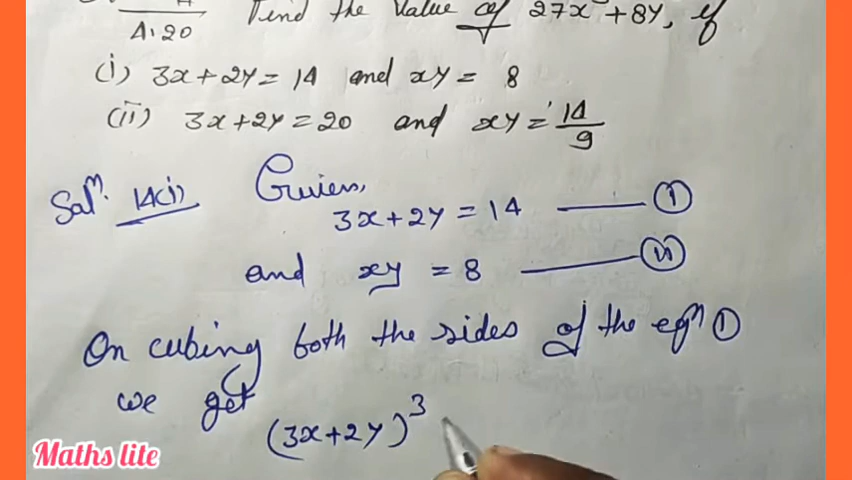 A.20 Find the value of 27x³+8y³, if
(i) 3x+2y=14 and xy = 8
(ii) 3x+2y=20 and xy = 14/9
Solⁿ. 14(i) Given,
3x+2y=14 — (i)
and xy = 8 — (ii)
On cubing both the sides of the eqⁿ (i)
we get
(3x+2y)³
Maths lite